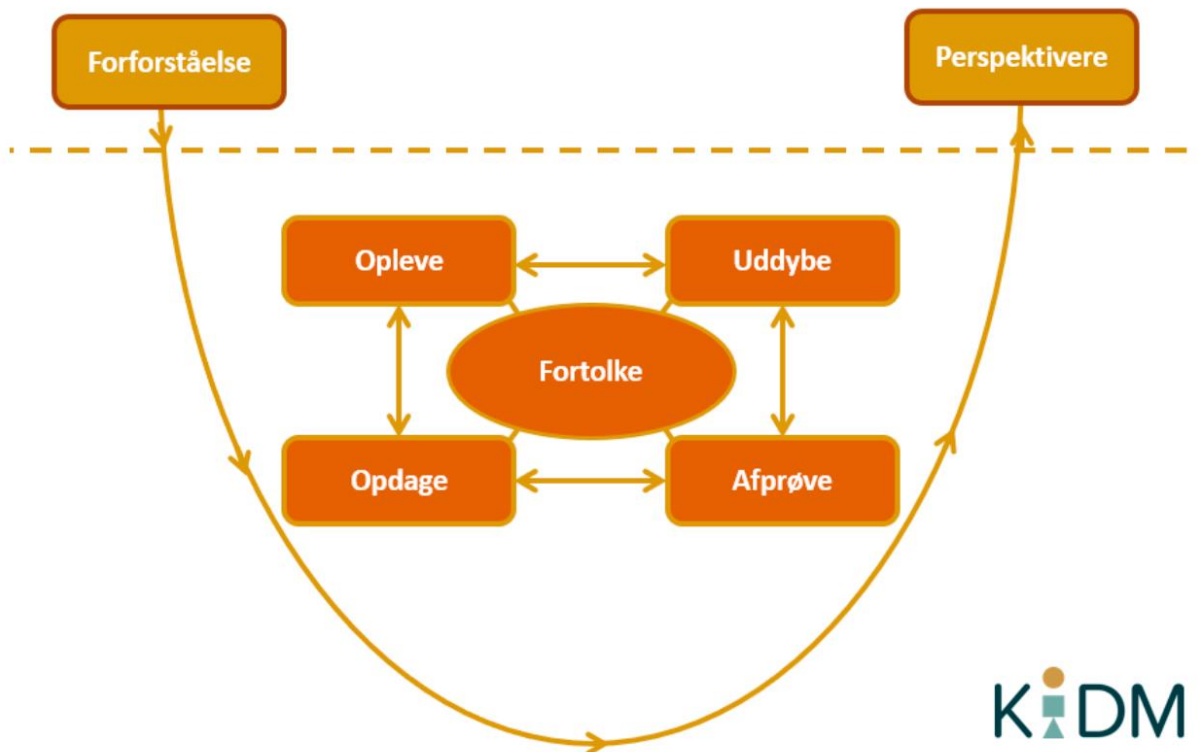 Forforståelse
Perspektivere
Opleve
Uddybe
Fortolke
Opdage
Afprøve
KiDM